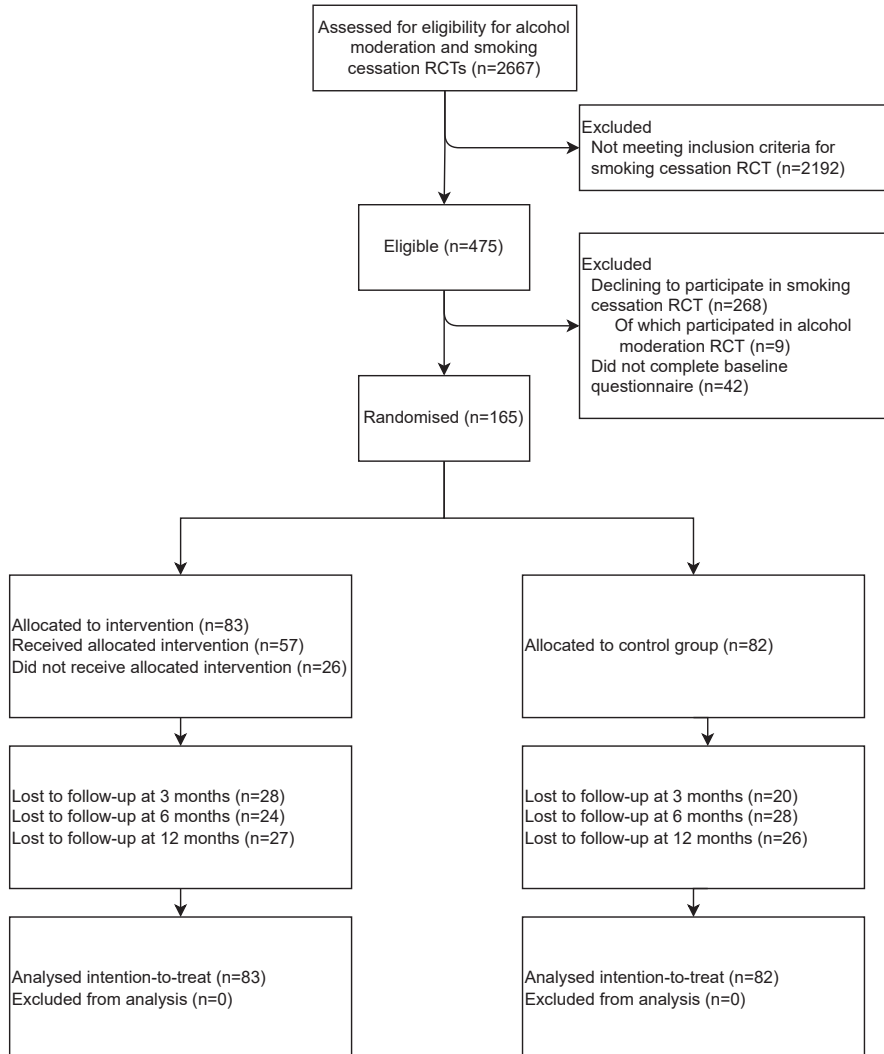 Assessed for eligibility for alcohol
moderation and smoking
cessation RCTs (n=2667)
Excluded
Not meeting inclusion criteria for
smoking cessation RCT (n=2192)
Eligible (n=475)
Excluded
Declining to participate in smoking
cessation RCT (n=268)
Of which participated in alcohol
moderation RCT (n=9)
Did not complete baseline
questionnaire (n=42)
Randomised (n=165)
Allocated to intervention (n=83)
Received allocated intervention (n=57)
Did not receive allocated intervention (n=26)
Allocated to control group (n=82)
Lost to follow-up at 3 months (n=28)
Lost to follow-up at 6 months (n=24)
Lost to follow-up at 12 months (n=27)
Lost to follow-up at 3 months (n=20)
Lost to follow-up at 6 months (n=28)
Lost to follow-up at 12 months (n=26)
Analysed intention-to-treat (n=83)
Excluded from analysis (n=0)
Analysed intention-to-treat (n=82)
Excluded from analysis (n=0)